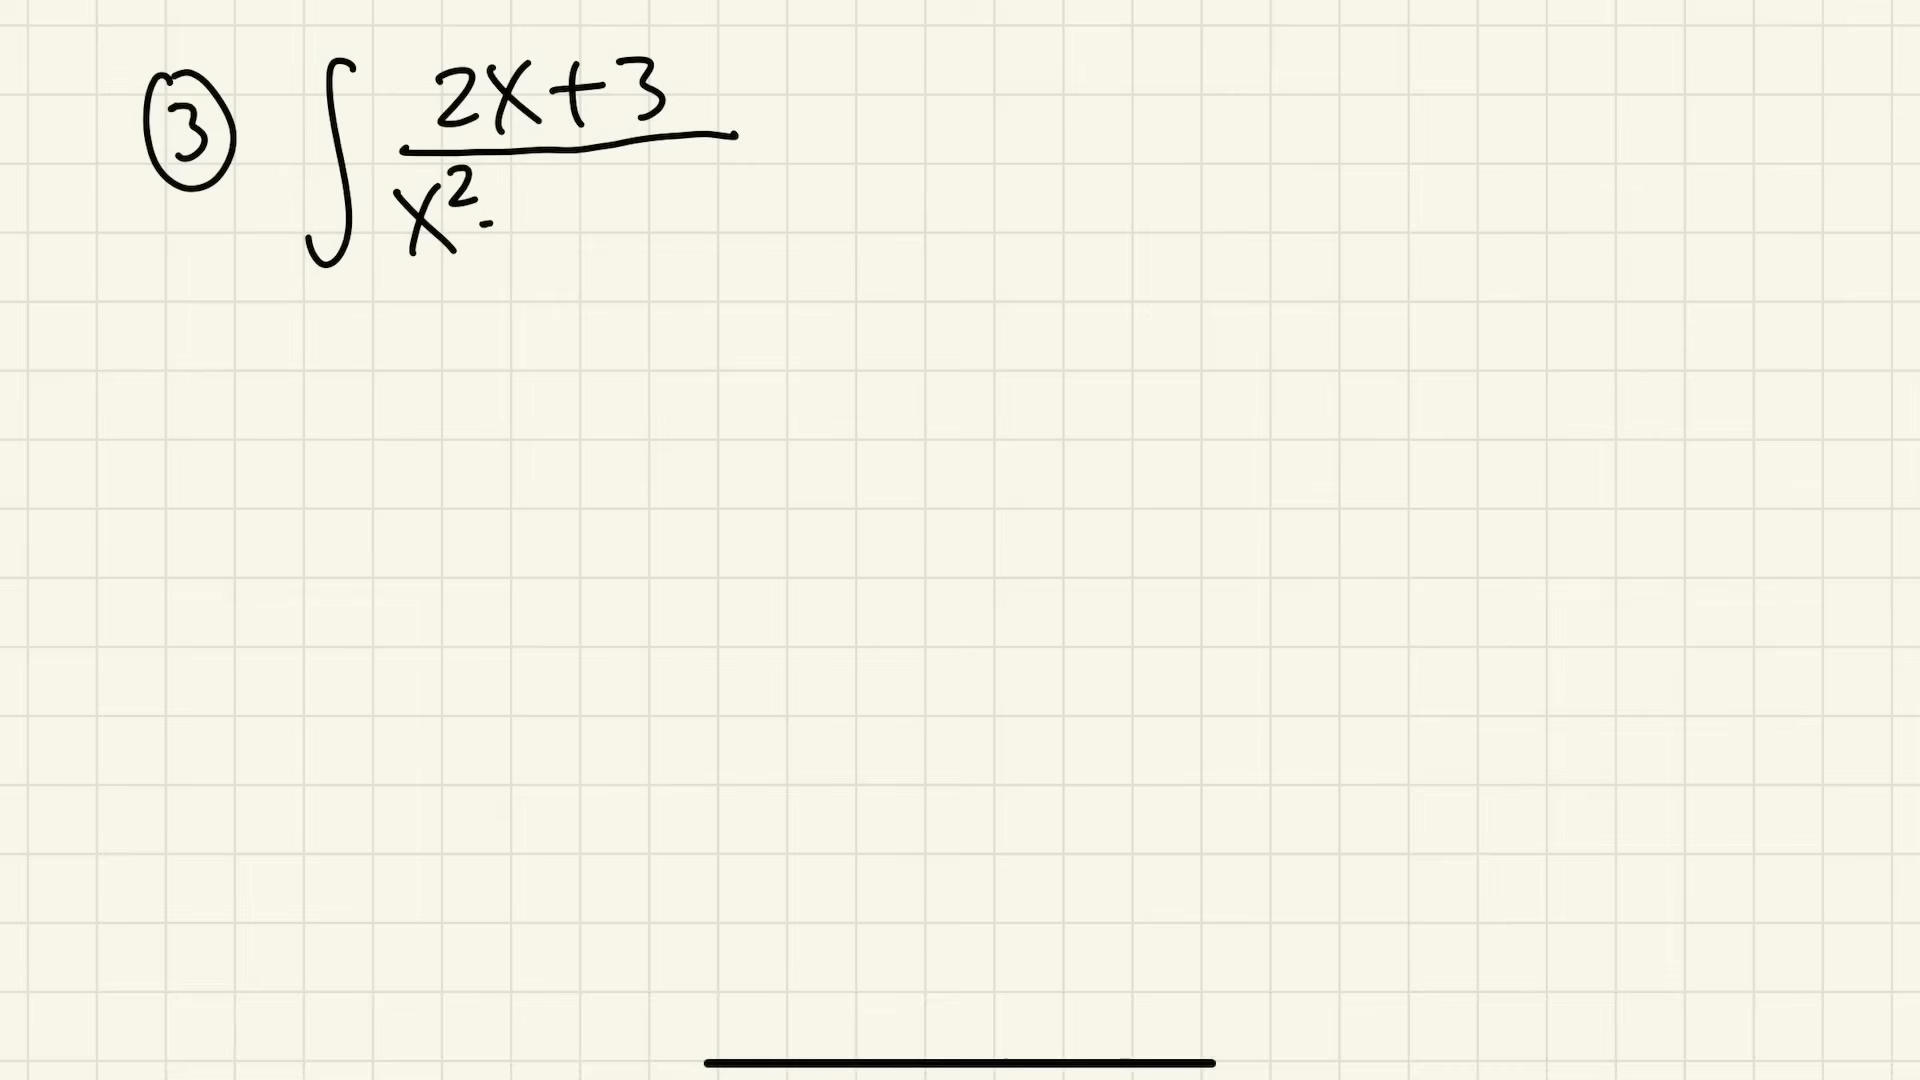 ③ ∫ (2x+3)/(x² -